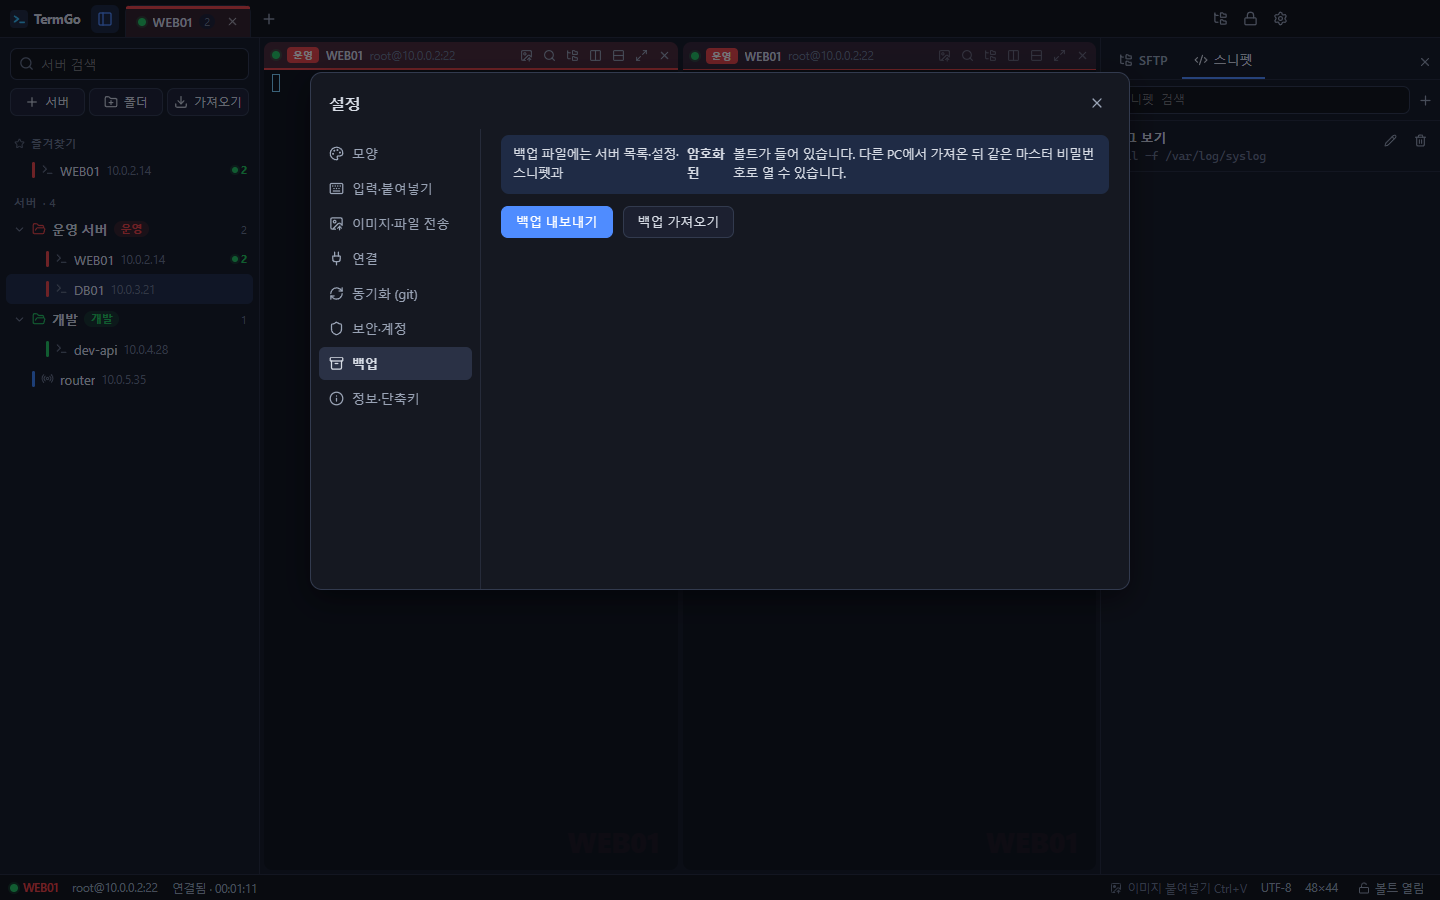 TermGo
WEB01 2
서버 검색
서버
폴더
가져오기
즐겨찾기
WEB01 10.0.2.14 2
서버 · 4
운영 서버 운영 2
WEB01 10.0.2.14 2
DB01 10.0.3.21
개발 개발 1
dev-api 10.0.4.28
router 10.0.5.35
운영 WEB01 root@10.0.0.2:22
운영 WEB01 root@10.0.0.2:22
SFTP
스니펫
검색
보기
-f /var/log/syslog
설정
모양
입력·붙여넣기
이미지·파일 전송
연결
동기화 (git)
보안·계정
백업
정보·단축키
백업 파일에는 서버 목록·설정·
스니펫과
암호화
된
볼트가 들어 있습니다. 다른 PC에서 가져온 뒤 같은 마스터 비밀번
호로 열 수 있습니다.
백업 내보내기
백업 가져오기
WEB01
WEB01
WEB01 root@10.0.0.2:22 연결됨 · 00:01:11
이미지 붙여넣기 Ctrl+V UTF-8 48×44 볼트 열림